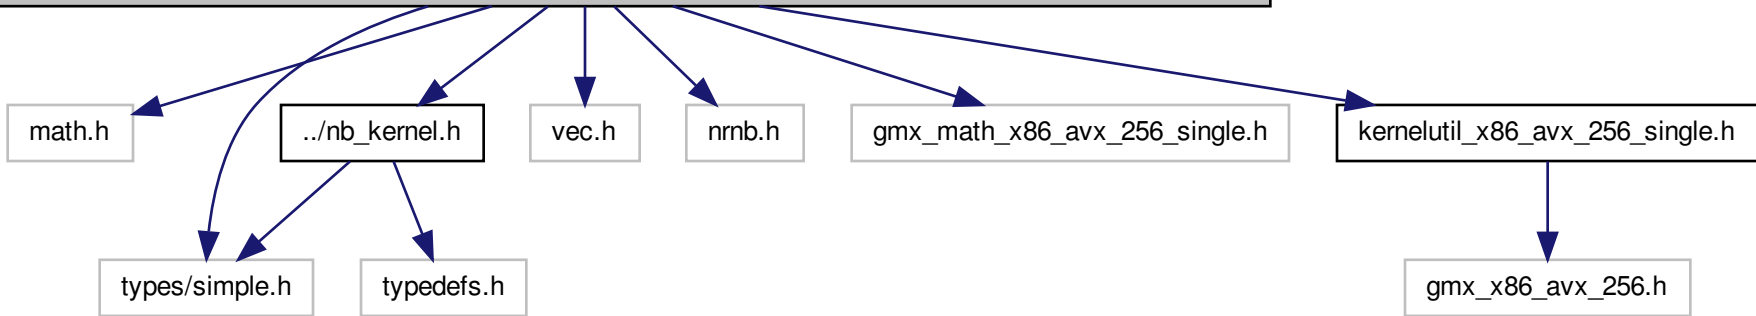 math.h
../nb_kernel.h
vec.h
nrnb.h
gmx_math_x86_avx_256_single.h
kernelutil_x86_avx_256_single.h
types/simple.h
typedefs.h
gmx_x86_avx_256.h